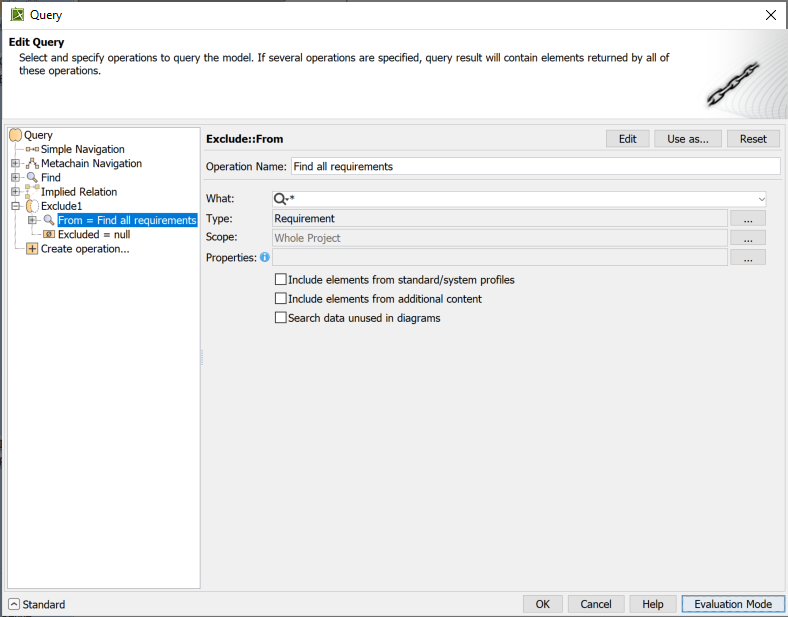 Query
Edit Query
Select and specify operations to query the model. If several operations are specified, query result will contain elements returned by all of
these operations.
Query
Simple Navigation
Metachain Navigation
Find
Implied Relation
Exclude1
From = Find all requirements
Excluded = null
Create operation...
Exclude::From
Edit
Use as...
Reset
Operation Name: Find all requirements
What: *
Type: Requirement ...
Scope: Whole Project ...
Properties: ...
Include elements from standard/system profiles
Include elements from additional content
Search data unused in diagrams
Standard
OK
Cancel
Help
Evaluation Mode